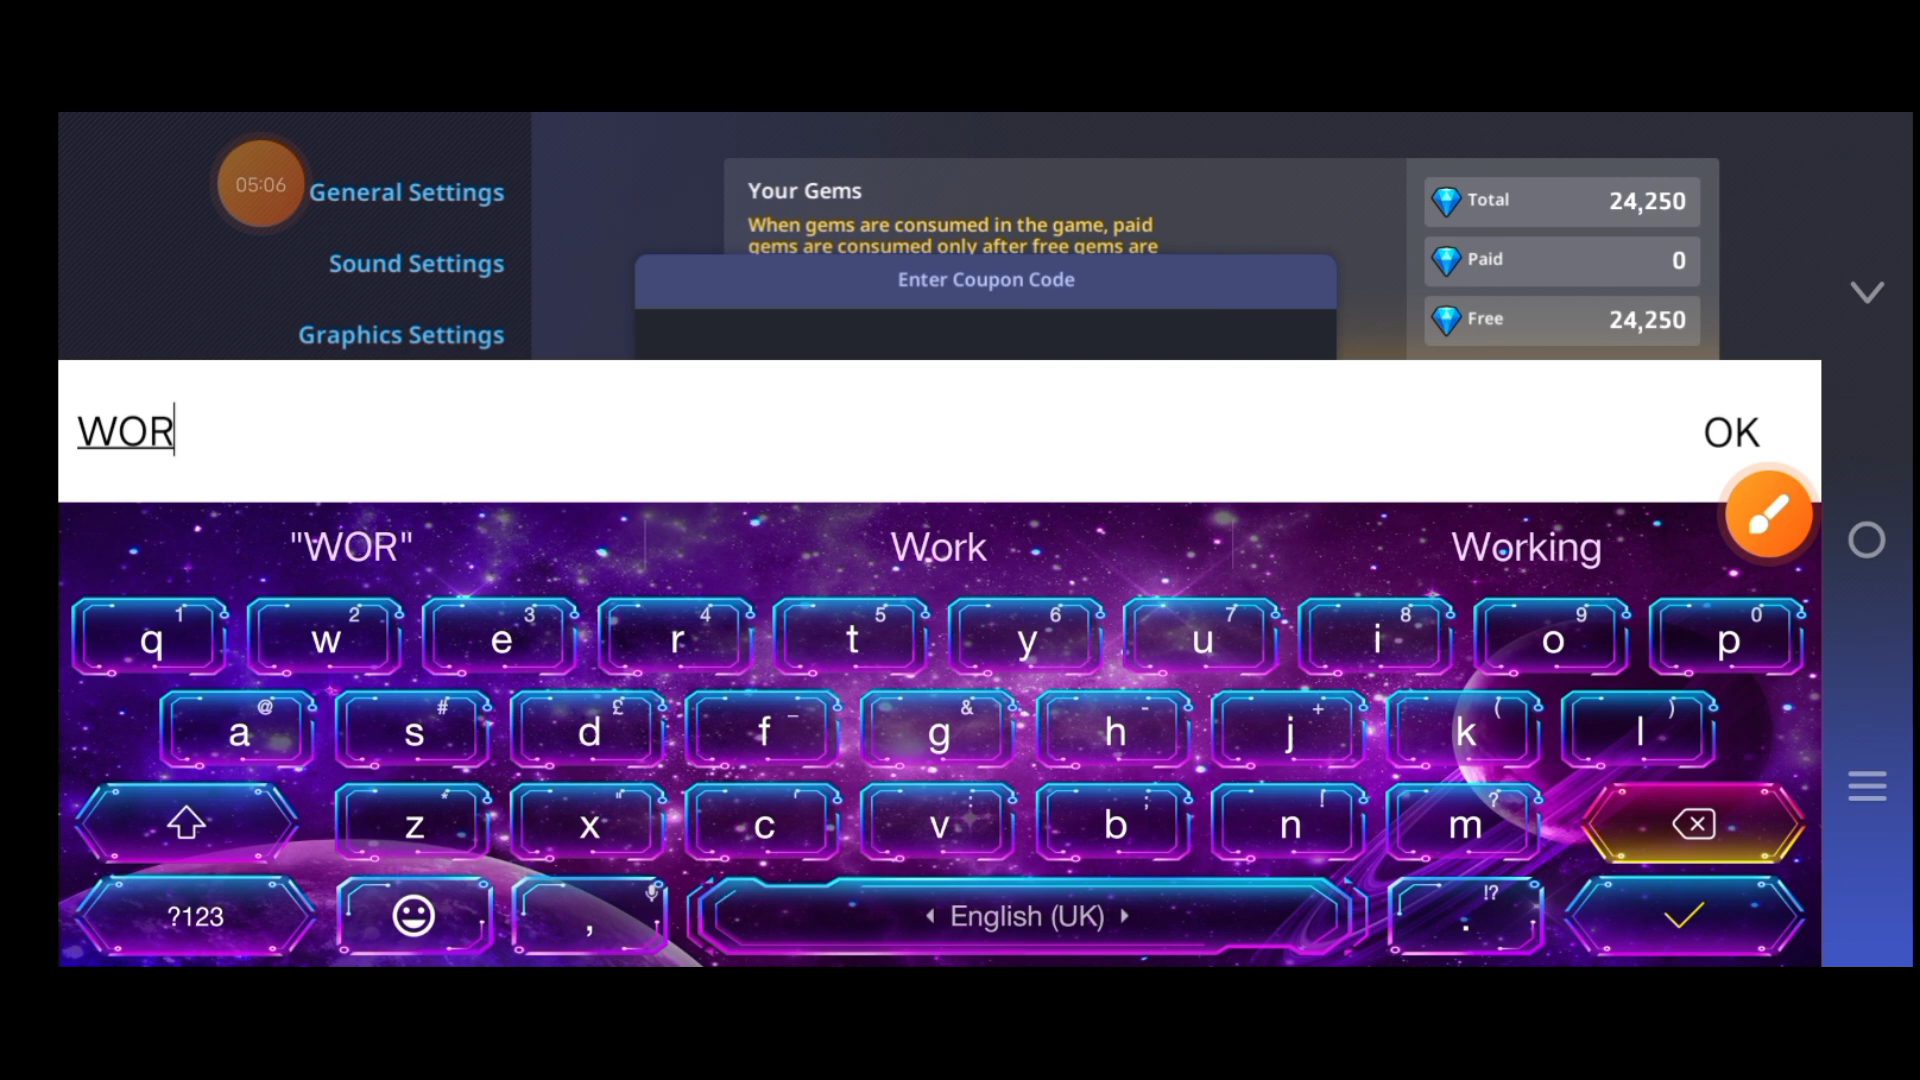 05:06
General Settings
Sound Settings
Graphics Settings
Your Gems
When gems are consumed in the game, paid
gems are consumed only after free gems are
Total 24,250
Paid 0
Free 24,250
Enter Coupon Code
WOR
OK
"WOR" Work Working
1 2 3 4 5 6 7 8 9 0
q w e r t y u i o p
@ # £ _ & - + ( )
a s d f g h j k l
* " ' : ; ! ?
z x c v b n m
?123 , English (UK) . !?